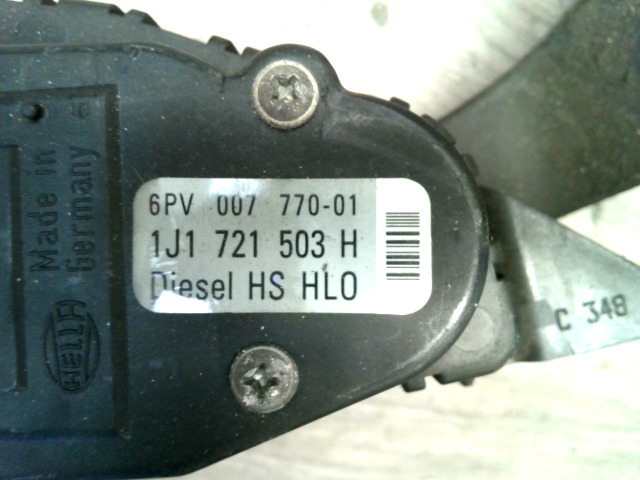 6PV 007 770-01
1J1 721 503 H
Diesel HS HLO
Made in
Germany
HELLA
C 348